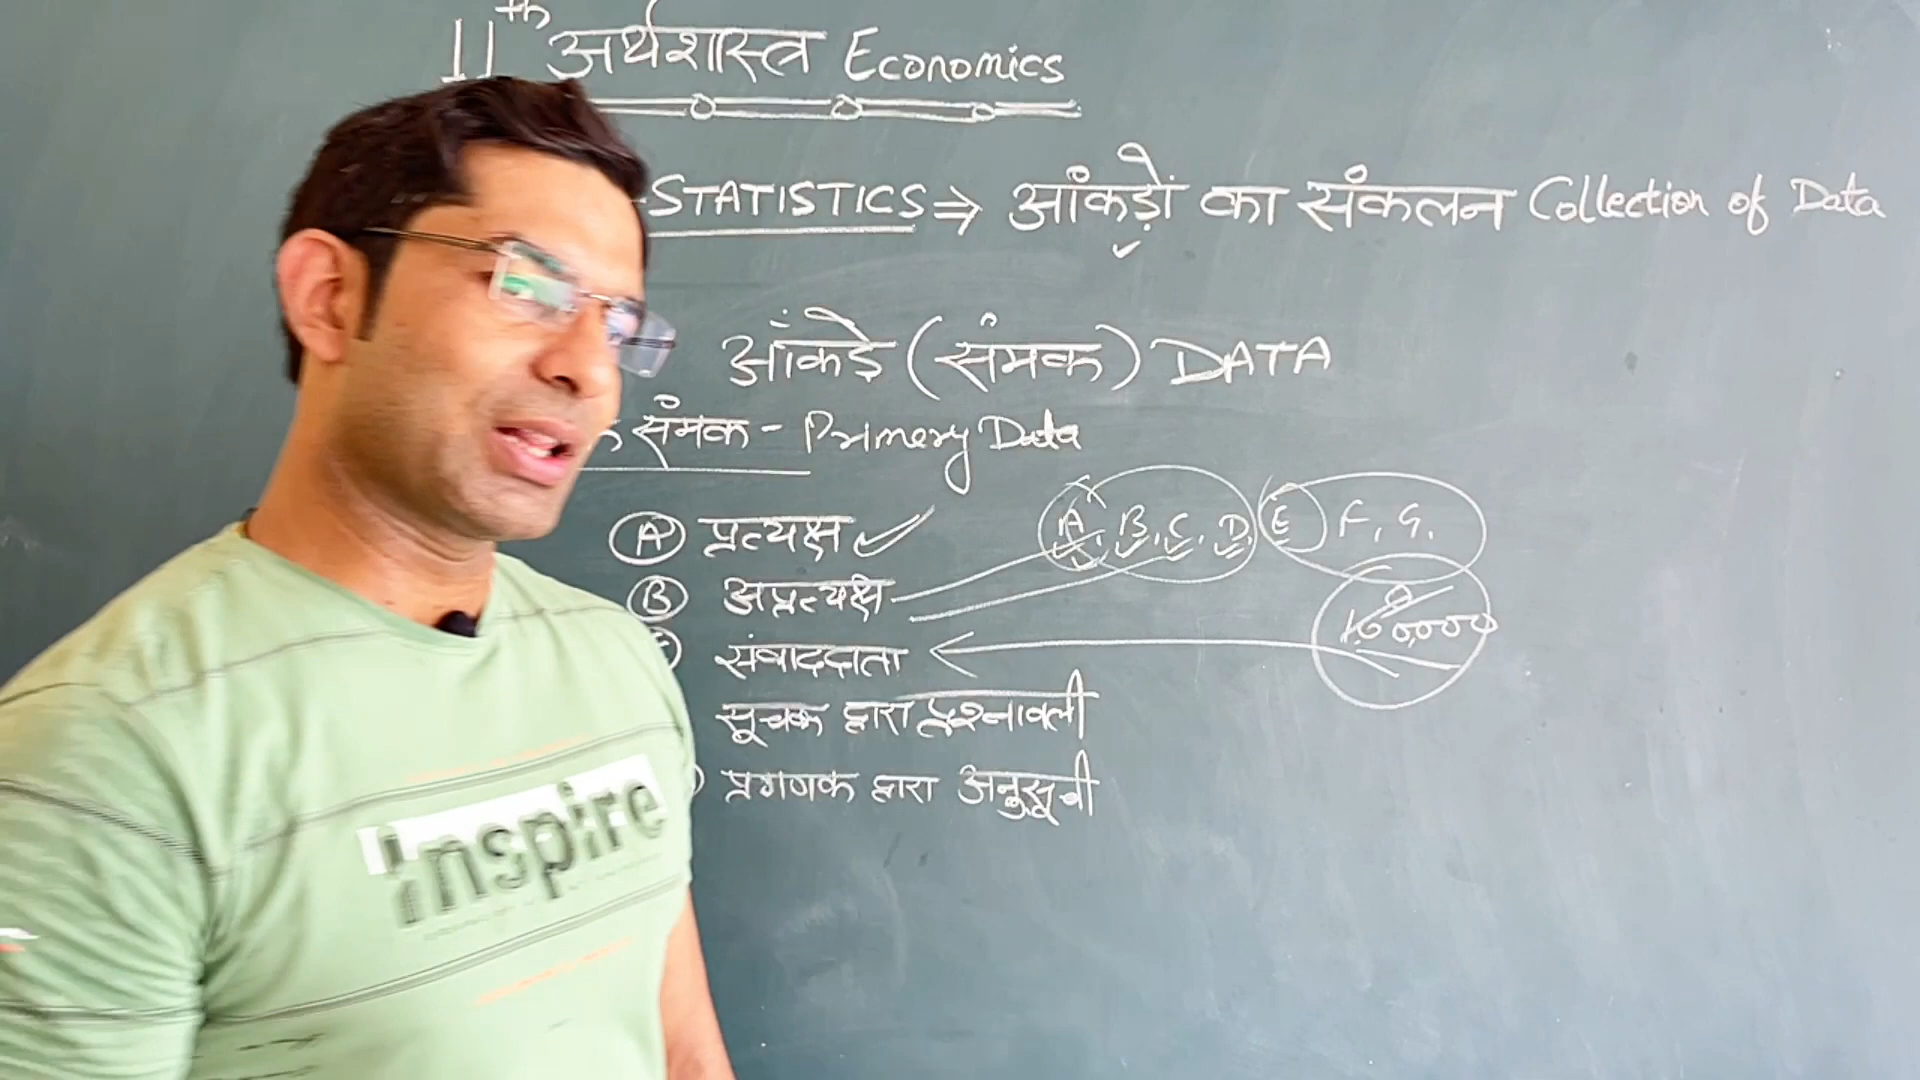 11th अर्थशास्त्र Economics
STATISTICS ⇒ आंकड़ों का संकलन Collection of Data
आँकड़े (संमक) DATA
संमक - Primery Data
(A) प्रत्यक्ष ✓ A. B. C. D. E F, G.
(B) अप्रत्यक्ष
संवाददाता
सूचक द्वारा प्रश्नावली
प्रगणक द्वारा अनुसूची
inspire